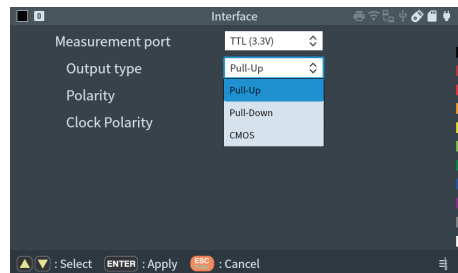 0 Interface
Measurement port TTL (3.3V)
Output type Pull-Up
Polarity Pull-Up
Pull-Down
Clock Polarity CMOS
: Select ENTER : Apply ESC : Cancel